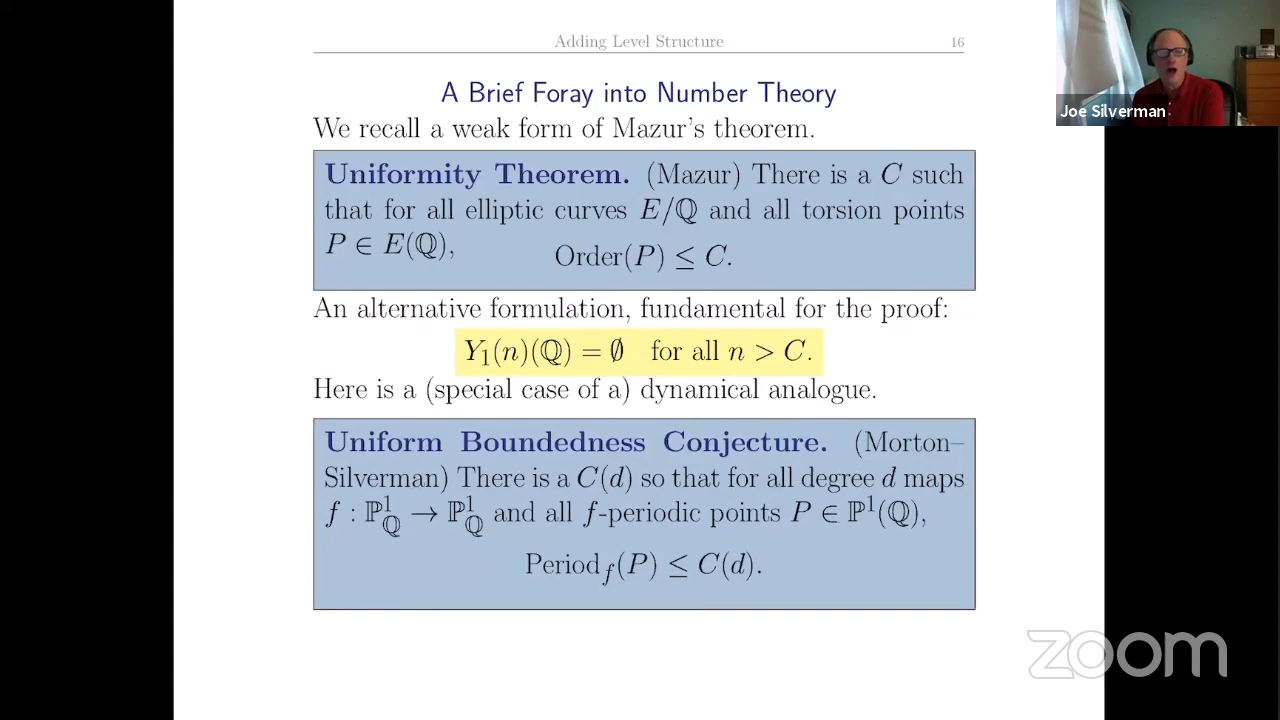 Adding Level Structure 16
Joe Silverman
A Brief Foray into Number Theory
We recall a weak form of Mazur's theorem.
Uniformity Theorem. (Mazur) There is a C such
that for all elliptic curves E/ℚ and all torsion points
P ∈ E(ℚ),
Order(P) ≤ C.
An alternative formulation, fundamental for the proof:
Y₁(n)(ℚ) = ∅ for all n > C.
Here is a (special case of a) dynamical analogue.
Uniform Boundedness Conjecture. (Morton–
Silverman) There is a C(d) so that for all degree d maps
f : ℙ¹_ℚ → ℙ¹_ℚ and all f-periodic points P ∈ ℙ¹(ℚ),
Period_f(P) ≤ C(d).
zoom